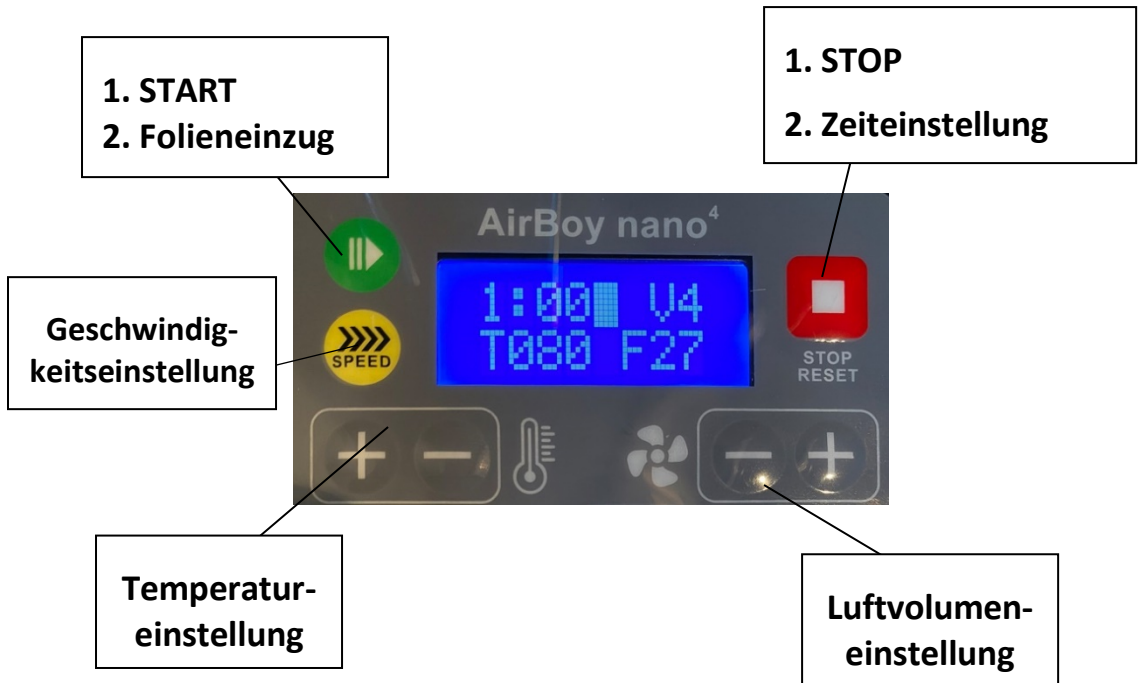 1. START
2. Folieneinzug
1. STOP
2. Zeiteinstellung
AirBoy nano⁴
1:00 V4
T080 F27
SPEED
STOP
RESET
Geschwindig-
keitseinstellung
Temperatur-
einstellung
Luftvolumen-
einstellung